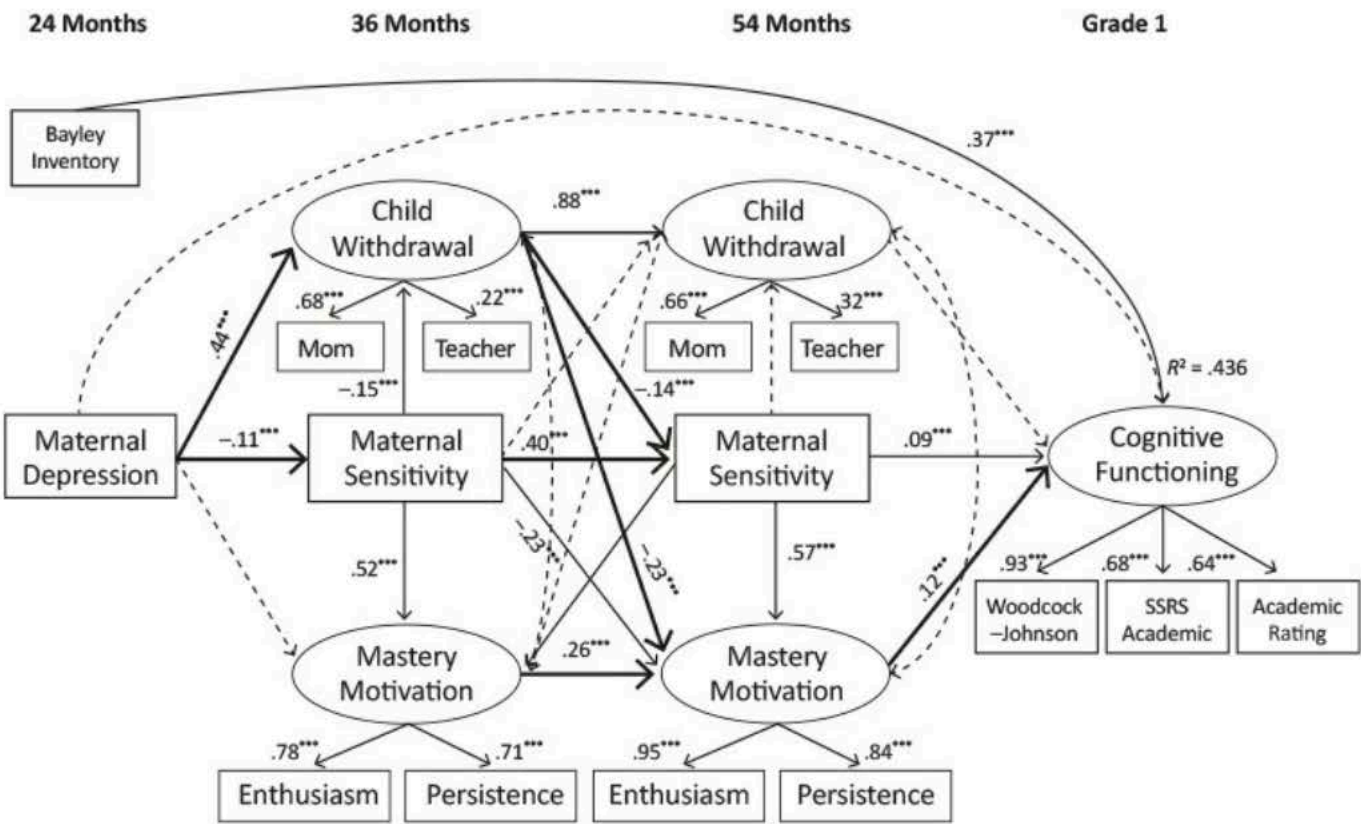 24 Months
36 Months
54 Months
Grade 1
Bayley
Inventory
.37***
Child
Withdrawal
.88***
Child
Withdrawal
.68***
.22***
.66***
.32***
Mom
Teacher
Mom
Teacher
.44***
–.15***
–.14***
R² = .436
Maternal
Depression
–.11***
Maternal
Sensitivity
.40***
Maternal
Sensitivity
.09***
Cognitive
Functioning
.52***
–.23***
–.23***
.57***
.12***
.93***
.68***
.64***
Woodcock
–Johnson
SSRS
Academic
Academic
Rating
Mastery
Motivation
.26***
Mastery
Motivation
.78***
.71***
.95***
.84***
Enthusiasm
Persistence
Enthusiasm
Persistence